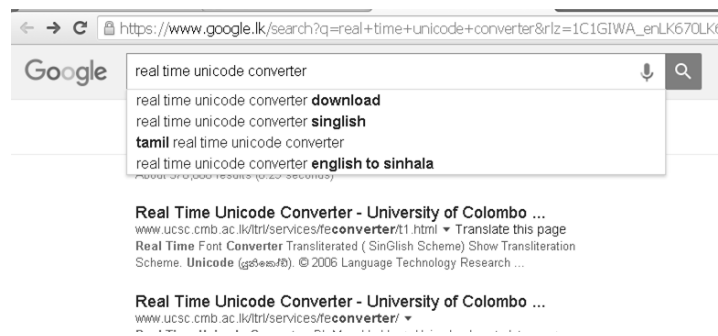 https://www.google.lk/search?q=real+time+unicode+converter&rlz=1C1GIWA_enLK670LK6
Google real time unicode converter
real time unicode converter download
real time unicode converter singlish
tamil real time unicode converter
real time unicode converter english to sinhala
Real Time Unicode Converter - University of Colombo ...
www.ucsc.cmb.ac.lk/ltrl/services/feconverter/t1.html Translate this page
Real Time Font Converter Transliterated ( SinGlish Scheme) Show Transliteration
Scheme. Unicode (යුනිකෝඩ්). © 2006 Language Technology Research ...
Real Time Unicode Converter - University of Colombo ...
www.ucsc.cmb.ac.lk/ltrl/services/feconverter/